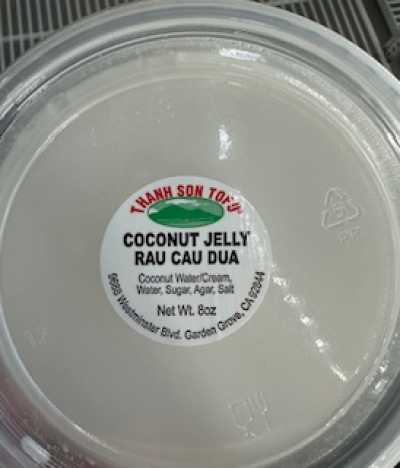 THANH SON TOFU
COCONUT JELLY
RAU CAU DUA
Coconut Water/Cream,
Water, Sugar, Agar, Salt
Net Wt. 8oz
9688 Westminster Blvd. Garden Grove, CA 92844